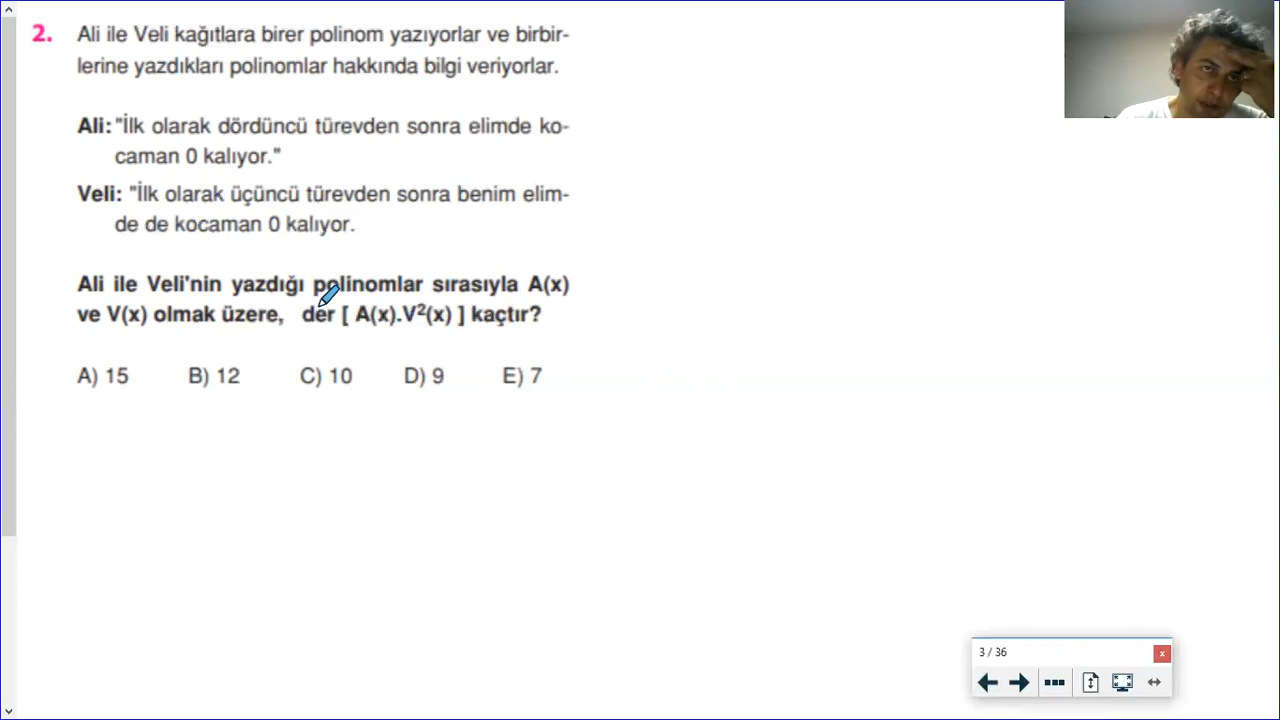 2. Ali ile Veli kağıtlara birer polinom yazıyorlar ve birbir-
lerine yazdıkları polinomlar hakkında bilgi veriyorlar.
Ali: "İlk olarak dördüncü türevden sonra elimde ko-
caman 0 kalıyor."
Veli: "İlk olarak üçüncü türevden sonra benim elim-
de de kocaman 0 kalıyor.
Ali ile Veli'nin yazdığı polinomlar sırasıyla A(x)
ve V(x) olmak üzere, der [ A(x).V²(x) ] kaçtır?
A) 15 B) 12 C) 10 D) 9 E) 7
3 / 36
x